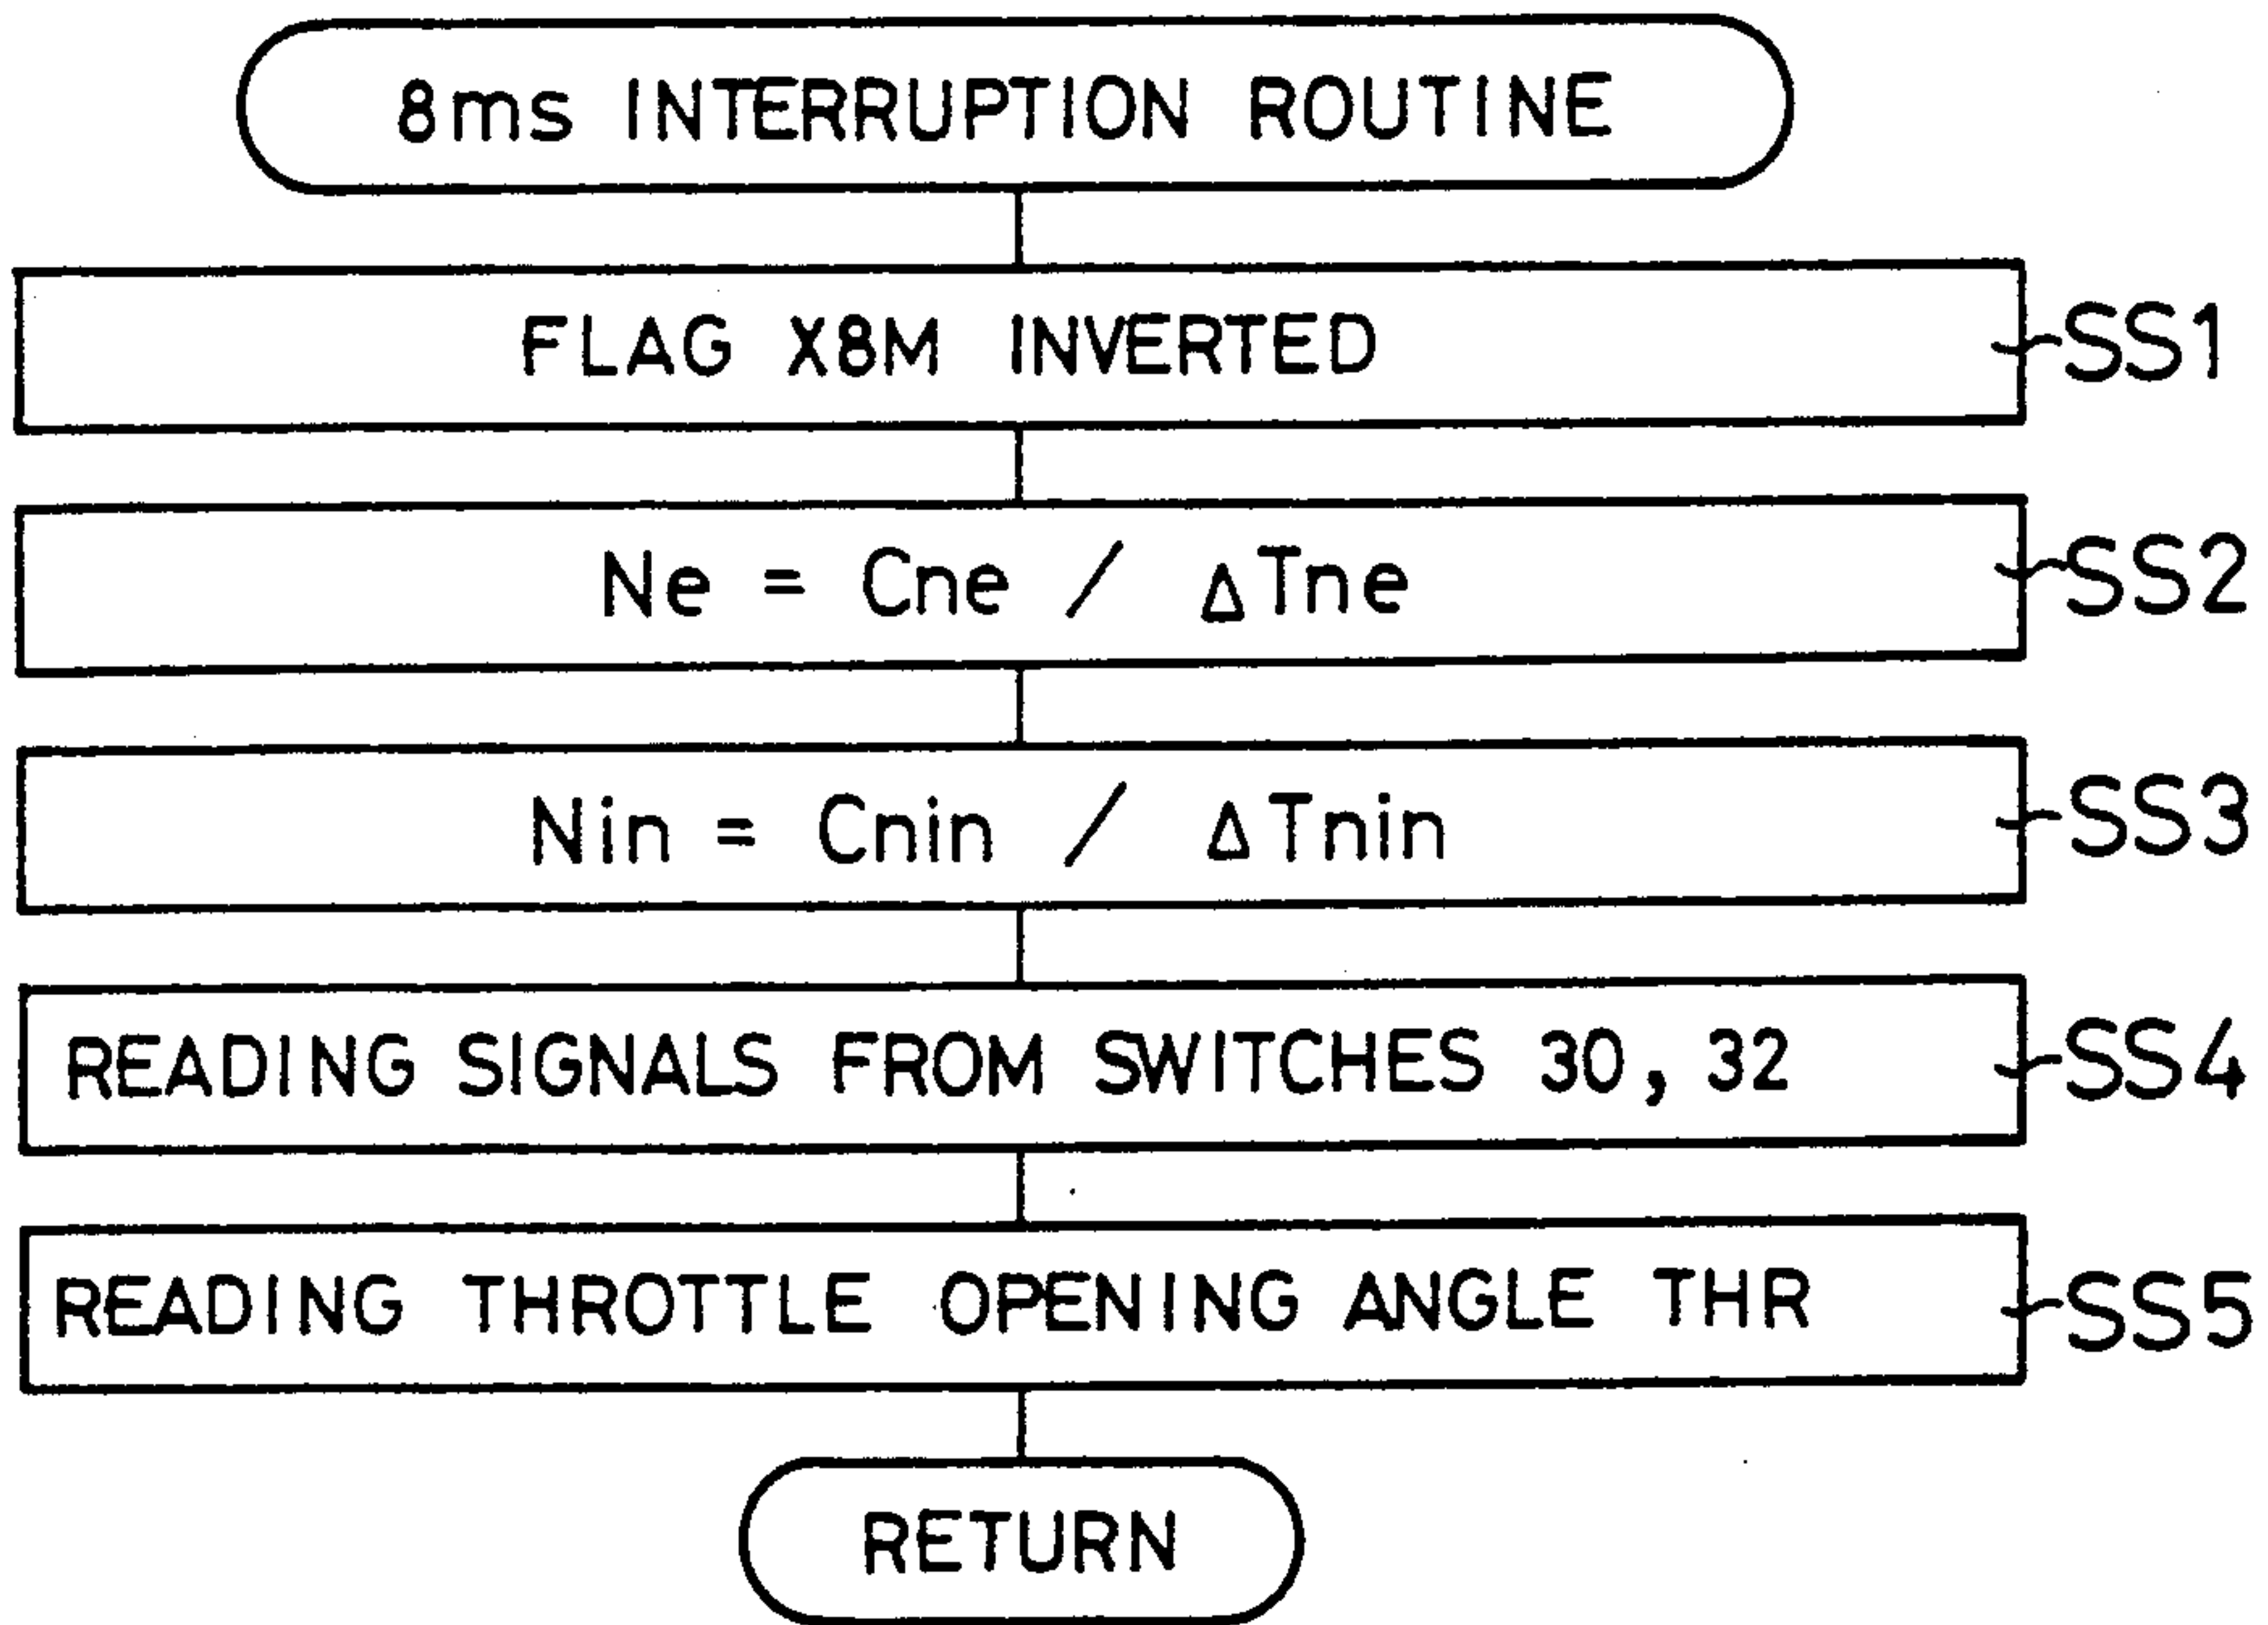 8ms INTERRUPTION ROUTINE
FLAG X8M INVERTED SS1
Ne = Cne / ΔTne SS2
Nin = Cnin / ΔTnin SS3
READING SIGNALS FROM SWITCHES 30, 32 SS4
READING THROTTLE OPENING ANGLE THR SS5
RETURN